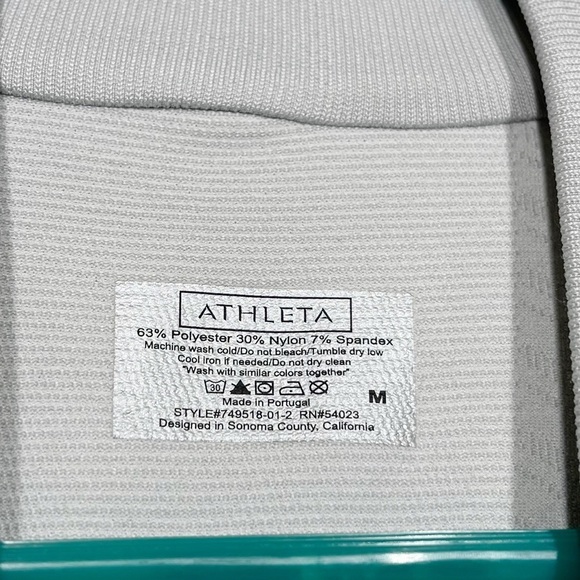 ATHLETA
63% Polyester 30% Nylon 7% Spandex
Machine wash cold/Do not bleach/Tumble dry low
Cool iron if needed/Do not dry clean
"Wash with similar colors together"
30
M
Made in Portugal
STYLE#749518-01-2 RN#54023
Designed in Sonoma County, California